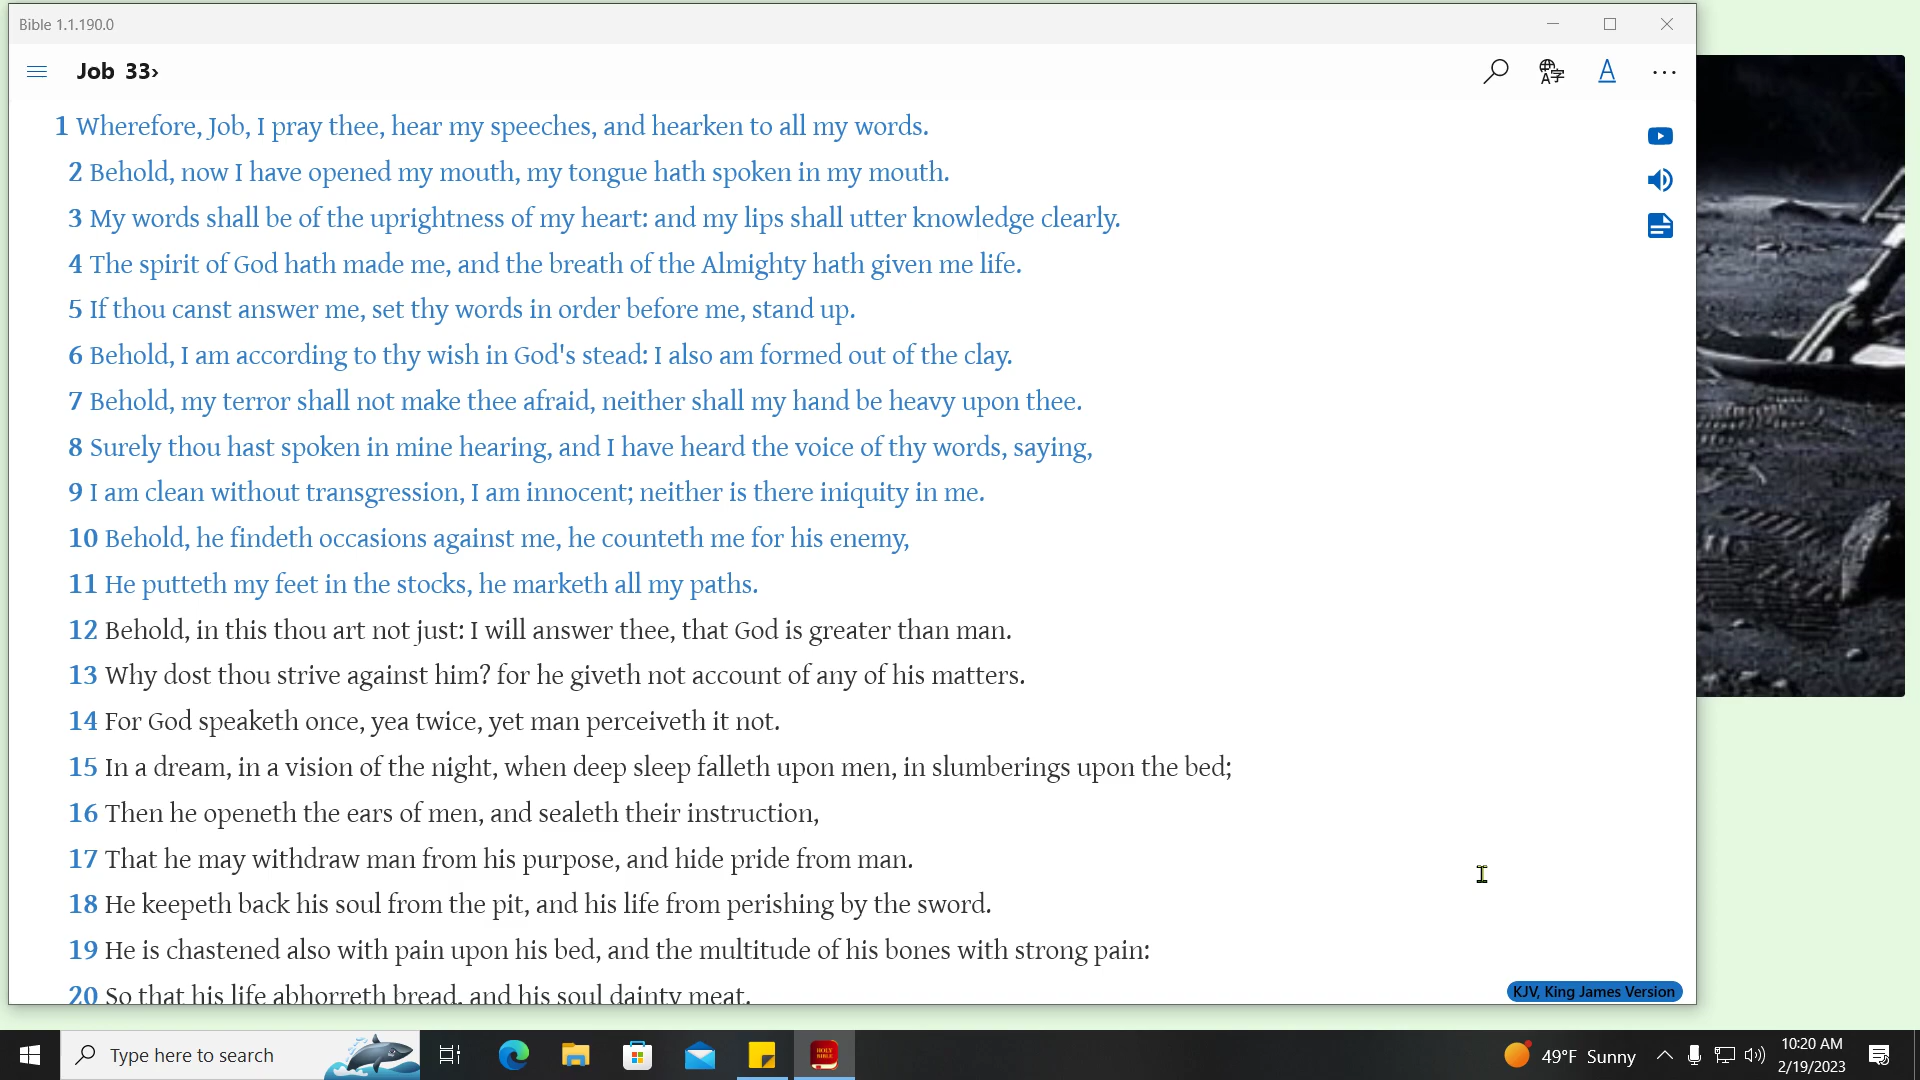 Bible 1.1.190.0
Job 33›
1 Wherefore, Job, I pray thee, hear my speeches, and hearken to all my words.
2 Behold, now I have opened my mouth, my tongue hath spoken in my mouth.
3 My words shall be of the uprightness of my heart: and my lips shall utter knowledge clearly.
4 The spirit of God hath made me, and the breath of the Almighty hath given me life.
5 If thou canst answer me, set thy words in order before me, stand up.
6 Behold, I am according to thy wish in God's stead: I also am formed out of the clay.
7 Behold, my terror shall not make thee afraid, neither shall my hand be heavy upon thee.
8 Surely thou hast spoken in mine hearing, and I have heard the voice of thy words, saying,
9 I am clean without transgression, I am innocent; neither is there iniquity in me.
10 Behold, he findeth occasions against me, he counteth me for his enemy,
11 He putteth my feet in the stocks, he marketh all my paths.
12 Behold, in this thou art not just: I will answer thee, that God is greater than man.
13 Why dost thou strive against him? for he giveth not account of any of his matters.
14 For God speaketh once, yea twice, yet man perceiveth it not.
15 In a dream, in a vision of the night, when deep sleep falleth upon men, in slumberings upon the bed;
16 Then he openeth the ears of men, and sealeth their instruction,
17 That he may withdraw man from his purpose, and hide pride from man.
18 He keepeth back his soul from the pit, and his life from perishing by the sword.
19 He is chastened also with pain upon his bed, and the multitude of his bones with strong pain:
20 So that his life abhorreth bread, and his soul dainty meat.
KJV, King James Version
Type here to search
HOLY BIBLE
49°F Sunny
10:20 AM
2/19/2023